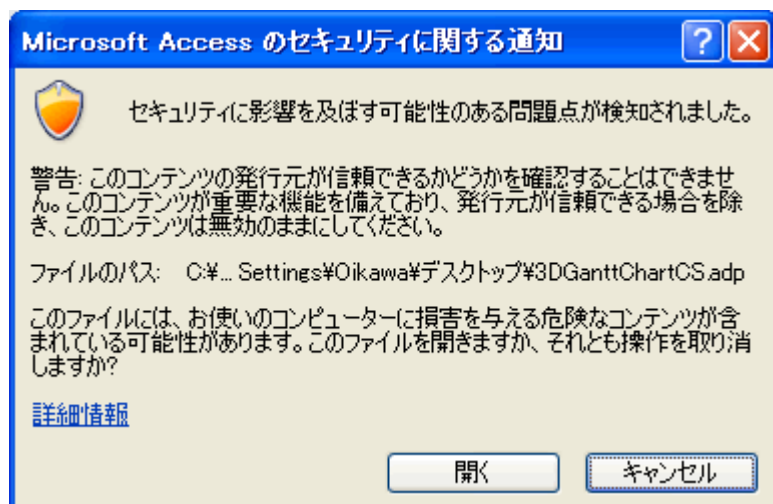 Microsoft Access のセキュリティに関する通知
セキュリティに影響を及ぼす可能性のある問題点が検知されました。
警告: このコンテンツの発行元が信頼できるかどうかを確認することはできませ
ん。このコンテンツが重要な機能を備えており、発行元が信頼できる場合を除
き、このコンテンツは無効のままにしてください。
ファイルのパス: C:¥... Settings¥Oikawa¥デスクトップ¥3DGanttChartCS.adp
このファイルには、お使いのコンピューターに損害を与える危険なコンテンツが含
まれている可能性があります。このファイルを開きますか、それとも操作を取り消
しますか?
詳細情報
開く
キャンセル